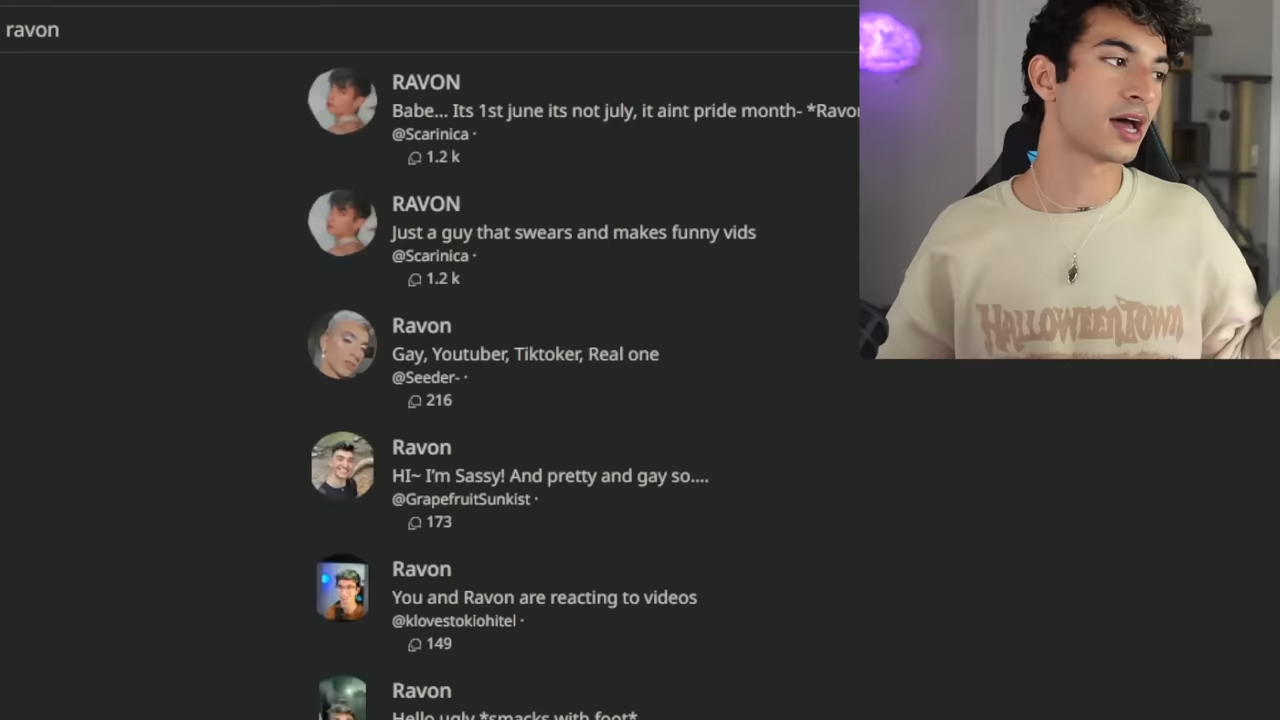 ravon
RAVON
Babe... Its 1st june its not july, it aint pride month- *Ravon
@Scarinica ·
1.2 k
RAVON
Just a guy that swears and makes funny vids
@Scarinica ·
1.2 k
Ravon
Gay, Youtuber, Tiktoker, Real one
@Seeder- ·
216
Ravon
HI~ I'm Sassy! And pretty and gay so....
@GrapefruitSunkist ·
173
Ravon
You and Ravon are reacting to videos
@klovestokiohitel ·
149
Ravon
Hello ugly *smacks with foot*
HALLOWEENTOWN